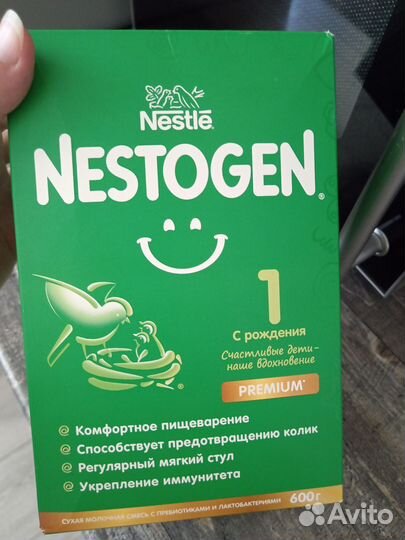 Nestlé
NESTOGEN®
1
С рождения
Счастливые дети -
наше вдохновение
PREMIUM*
Комфортное пищеварение
Способствует предотвращению колик
Регулярный мягкий стул
Укрепление иммунитета
СУХАЯ МОЛОЧНАЯ СМЕСЬ С ПРЕБИОТИКАМИ И ЛАКТОБАКТЕРИЯМИ 600 г
Avito